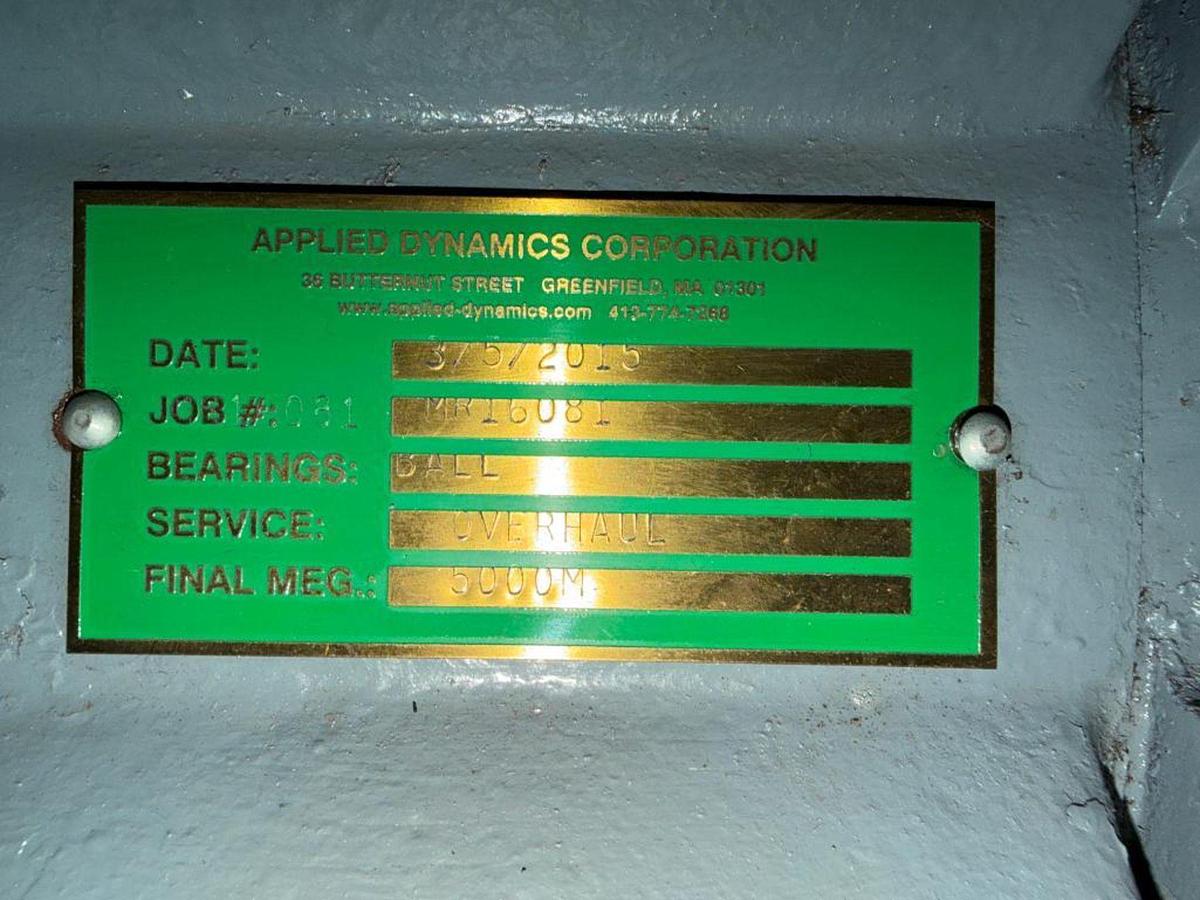 APPLIED DYNAMICS CORPORATION
36 BUTTERNUT STREET GREENFIELD, MA 01301
www.applied-dynamics.com 413-774-7268
DATE: 3/5/2015
JOB #: MR16081
BEARINGS: BALL
SERVICE: OVERHAUL
FINAL MEG.: 5000M